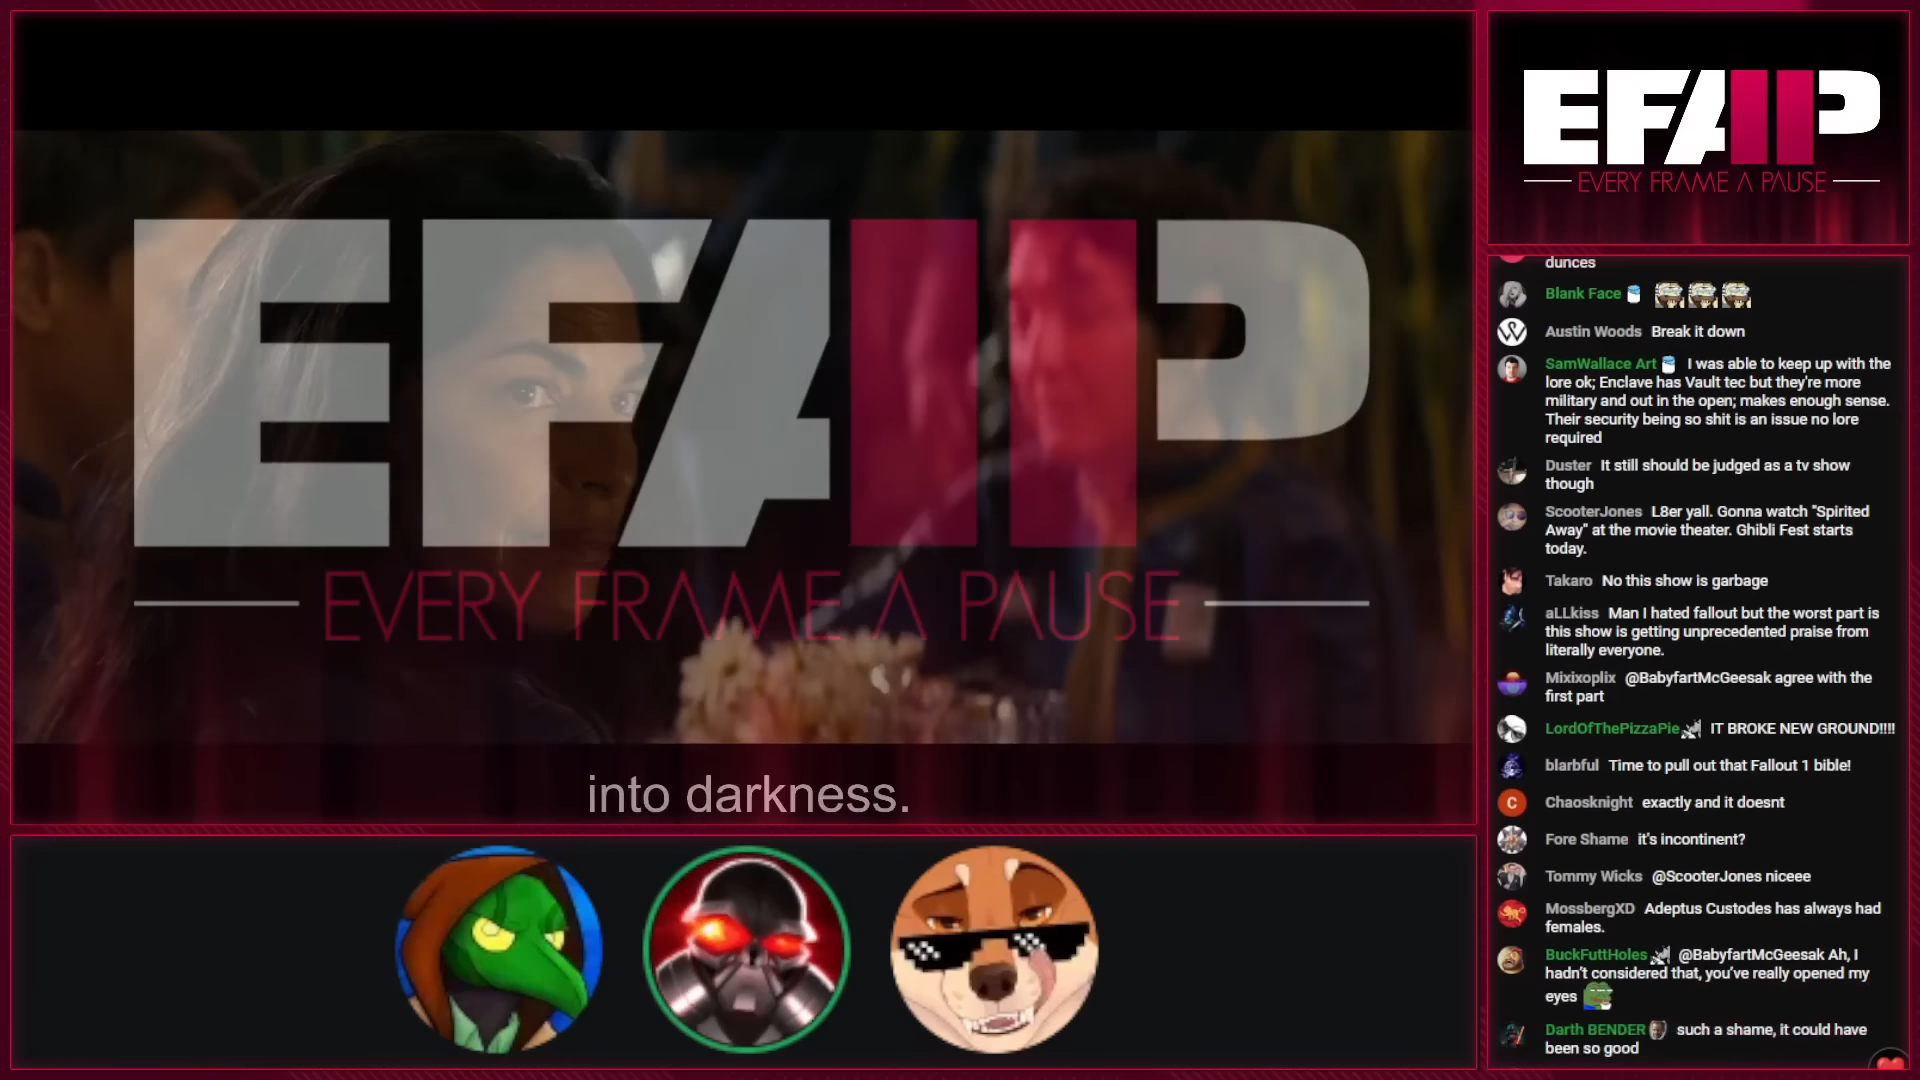 EFAP
EVERY FRAME A PAUSE
into darkness.
EFAP
EVERY FRAME A PAUSE
dunces
Blank Face
Austin Woods Break it down
SamWallace Art I was able to keep up with the
lore ok; Enclave has Vault tec but they're more
military and out in the open; makes enough sense.
Their security being so shit is an issue no lore
required
Duster It still should be judged as a tv show
though
ScooterJones L8er yall. Gonna watch "Spirited
Away" at the movie theater. Ghibli Fest starts
today.
Takaro No this show is garbage
aLLkiss Man I hated fallout but the worst part is
this show is getting unprecedented praise from
literally everyone.
Mixixoplix @BabyfartMcGeesak agree with the
first part
LordOfThePizzaPie IT BROKE NEW GROUND!!!!
blarbful Time to pull out that Fallout 1 bible!
C
Chaosknight exactly and it doesnt
Fore Shame it's incontinent?
Tommy Wicks @ScooterJones niceee
MossbergXD Adeptus Custodes has always had
females.
BuckFuttHoles @BabyfartMcGeesak Ah, I
hadn't considered that, you've really opened my
eyes
Darth BENDER such a shame, it could have
been so good